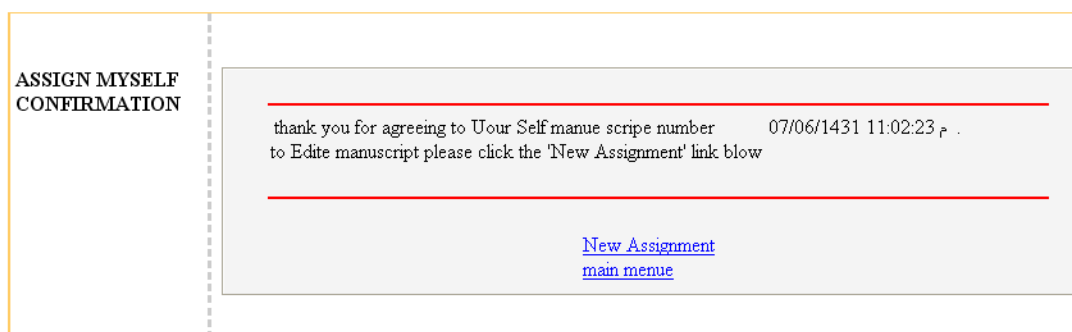 ASSIGN MYSELF
CONFIRMATION
thank you for agreeing to Uour Self manue scripe number 07/06/1431 11:02:23 م .
to Edite manuscript please click the 'New Assignment' link blow
New Assignment
main menue